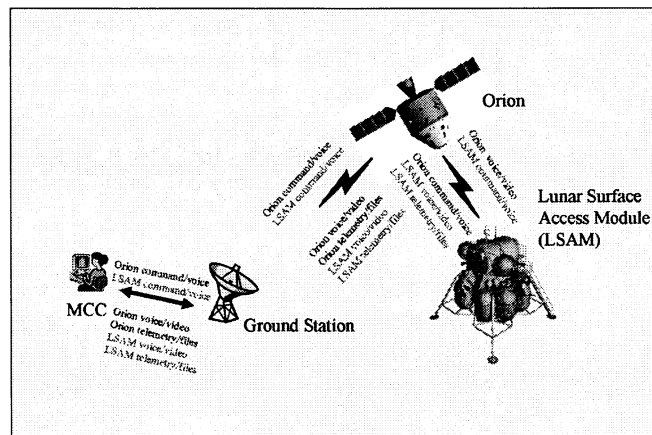 Orion
Orion command/voice
LSAM command/voice
Orion voice/video
Orion telemetry/files
LSAM voice/video
LSAM telemetry/files
Orion command/voice
LSAM voice/video
LSAM telemetry/files
Orion voice/video
LSAM command/voice
Lunar Surface
Access Module
(LSAM)
Orion command/voice
LSAM command/voice
MCC
Ground Station
Orion voice/video
Orion telemetry/files
LSAM voice/video
LSAM telemetry/files